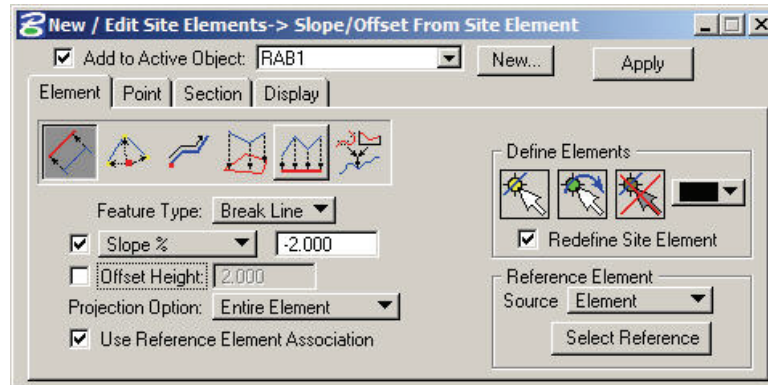 New / Edit Site Elements-> Slope/Offset From Site Element
Add to Active Object: RAB1 New... Apply
Element Point Section Display
Define Elements
Feature Type: Break Line
Slope % -2.000
Redefine Site Element
Offset Height: 2.000
Reference Element
Projection Option: Entire Element
Source Element
Use Reference Element Association
Select Reference